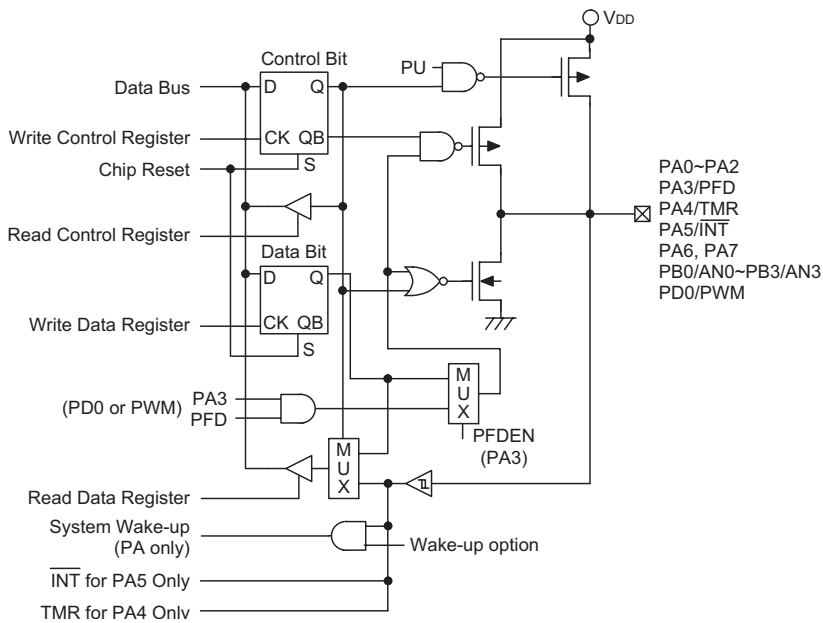 VDD
Control Bit
PU
Data Bus
D Q
Write Control Register
CK QB
Chip Reset
S
PA0~PA2
PA3/PFD
PA4/TMR
PA5/I̅N̅T̅
PA6, PA7
PB0/AN0~PB3/AN3
PD0/PWM
Read Control Register
Data Bit
D Q
Write Data Register
CK QB
S
(PD0 or PWM)
PA3
PFD
M
U
X
PFDEN
(PA3)
M
U
X
Read Data Register
System Wake-up
(PA only)
Wake-up option
I̅N̅T̅ for PA5 Only
TMR for PA4 Only